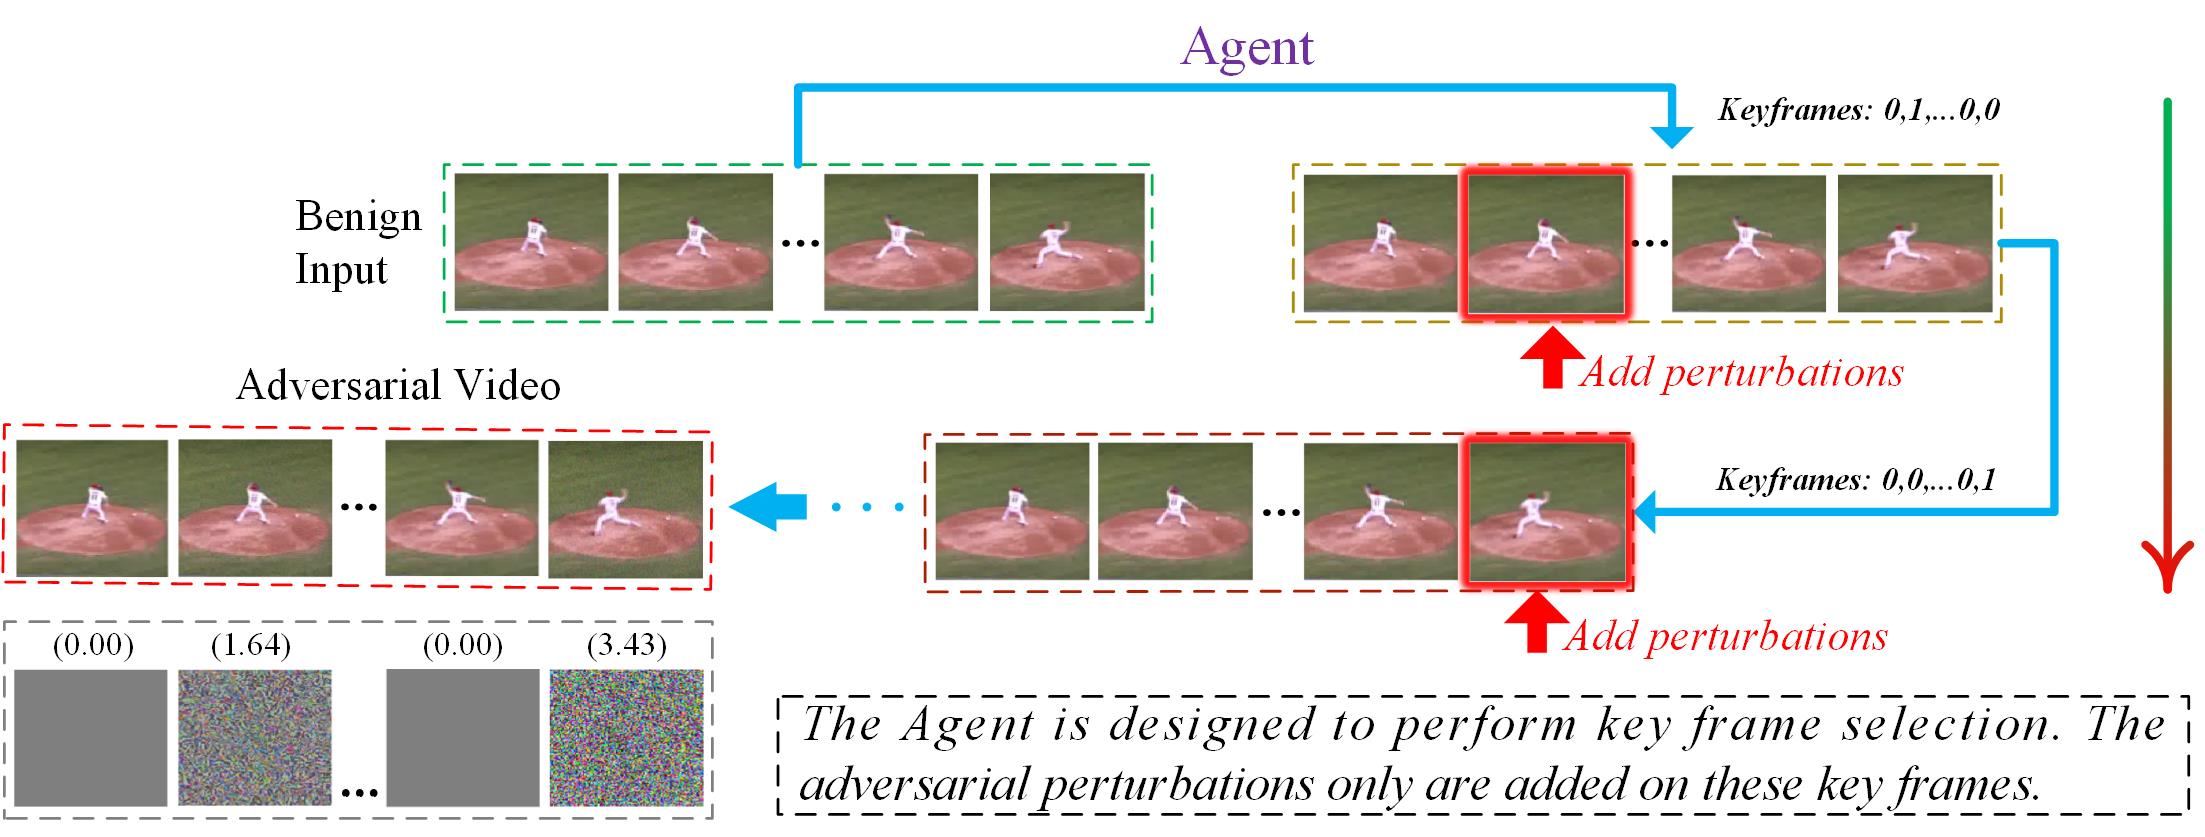 Agent
Keyframes: 0,1,...0,0
Benign
Input
...
...
Add perturbations
Adversarial Video
...
...
Keyframes: 0,0,...0,1
Add perturbations
(0.00) (1.64) (0.00) (3.43)
...
The Agent is designed to perform key frame selection. The
adversarial perturbations only are added on these key frames.